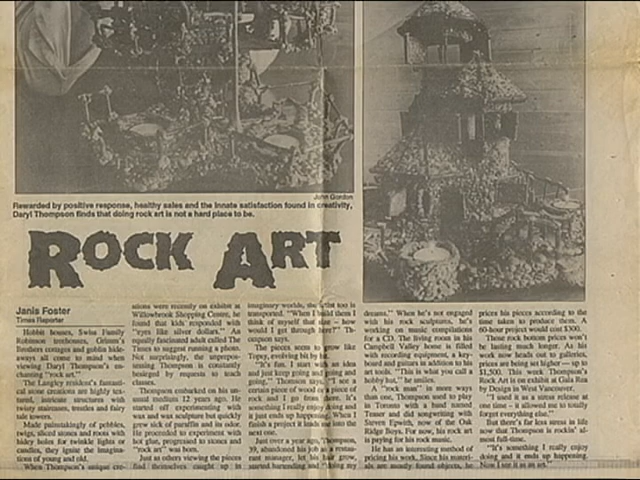 John Gordon
Rewarded by positive response, healthy sales and the innate satisfaction found in creativity,
Daryl Thompson finds that doing rock art is not a hard place to be.
ROCK ART
Janis Foster
Times Reporter
Hobbit houses, Swiss Family
Robinson treehouses, Grimm's
Brothers cottages and goblin hide-
aways all come to mind when
viewing Daryl Thompson's en-
chanting "rock art".
The Langley resident's fantasti-
cal stone creations are highly tex-
tured, intricate structures with
twisty staircases, trestles and fairy
tale towers.
Made painstakingly of pebbles,
twigs, sliced stones and roots with
hidey holes for twinkle lights or
candles, they ignite the imagina-
tions of young and old.
When Thompson's unique cre-
ations were recently on exhibit at
Willowbrook Shopping Centre, he
found that kids responded with
"eyes like silver dollars". An
equally fascinated adult called The
Times to suggest running a photo.
Not surprisingly, the unprepos-
sessing Thompson is constantly
besieged by requests to teach
classes.
Thompson embarked on his un-
usual medium 12 years ago. He
started off experimenting with
wax and wax sculpture but quickly
grew sick of paraffin and its odor.
He proceeded to experiment with
hot glue, progressed to stones and
"rock art" was born.
Just as others viewing the pieces
find themselves caught up in
imaginary worlds, the artist too is
transported. "When I build them I
think of myself that size – how
would I get through here?" Th-
ompson says.
The pieces seem to grow like
Topsy, evolving bit by bit.
"It's fun. I start with an idea
and just keep going and going and
going," Thompson says. "I see a
certain piece of wood or piece of
rock and I go from there. It's
something I really enjoy doing and
it just ends up happening. When I
finish a project it leads me into the
next one.
Just over a year ago, Thompson,
39, abandoned his job as a restau-
rant manager, let his hair grow,
started bartending and "doing my
dreams." When he's not engaged
with his rock sculptures, he's
working on music compilations
for a CD. The living room in his
Campbell Valley home is filled
with recording equipment, a key-
board and guitars in addition to his
art tools. "This is what you call a
hobby hut," he smiles.
A "rock man" in more ways
than one, Thompson used to play
in Toronto with a band named
Teaser and did songwriting with
Steven Epwith, now of the Oak
Ridge Boys. For now, his rock art
is paying for his rock music.
He has an interesting method of
pricing his work. Since his materi-
als are mostly found objects, he
prices his pieces according to the
time taken to produce them. A
60-hour project would cost $300.
Those rock bottom prices won't
be lasting much longer. As his
work now heads out to galleries,
prices are being set higher — up to
$1,500. This week Thompson's
Rock Art is on exhibit at Gala Rea
by Design in West Vancouver.
"I used it as a stress release at
one time – it allowed me to totally
forget everything else."
But there's far less stress in life
now that Thompson is rockin' al-
most full-time.
"It's something I really enjoy
doing and it ends up happening.
Now I see it as an art."